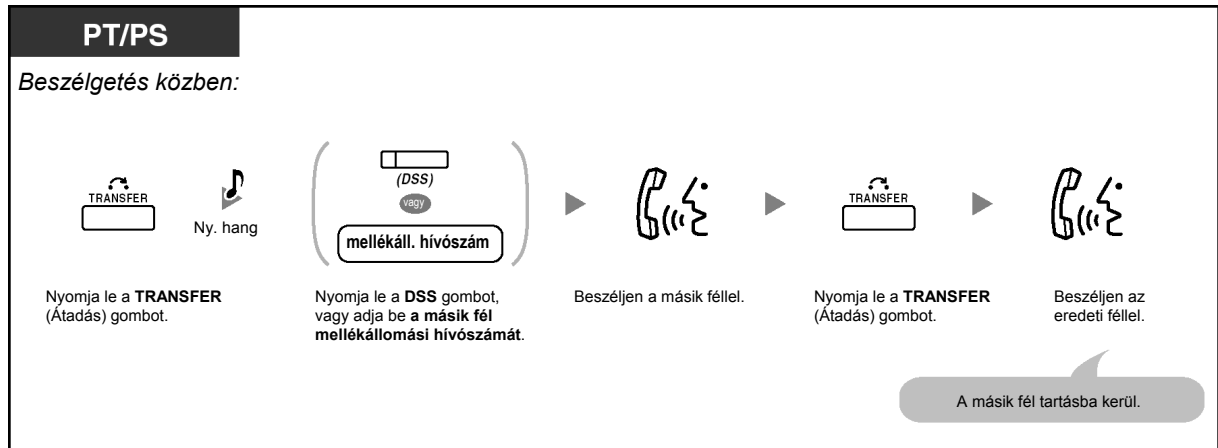 PT/PS
Beszélgetés közben:
TRANSFER
Ny. hang
(DSS)
vagy
mellékáll. hívószám
TRANSFER
Nyomja le a TRANSFER
(Átadás) gombot.
Nyomja le a DSS gombot,
vagy adja be a másik fél
mellékállomási hívószámát.
Beszéljen a másik féllel.
Nyomja le a TRANSFER
(Átadás) gombot.
Beszéljen az
eredeti féllel.
A másik fél tartásba kerül.